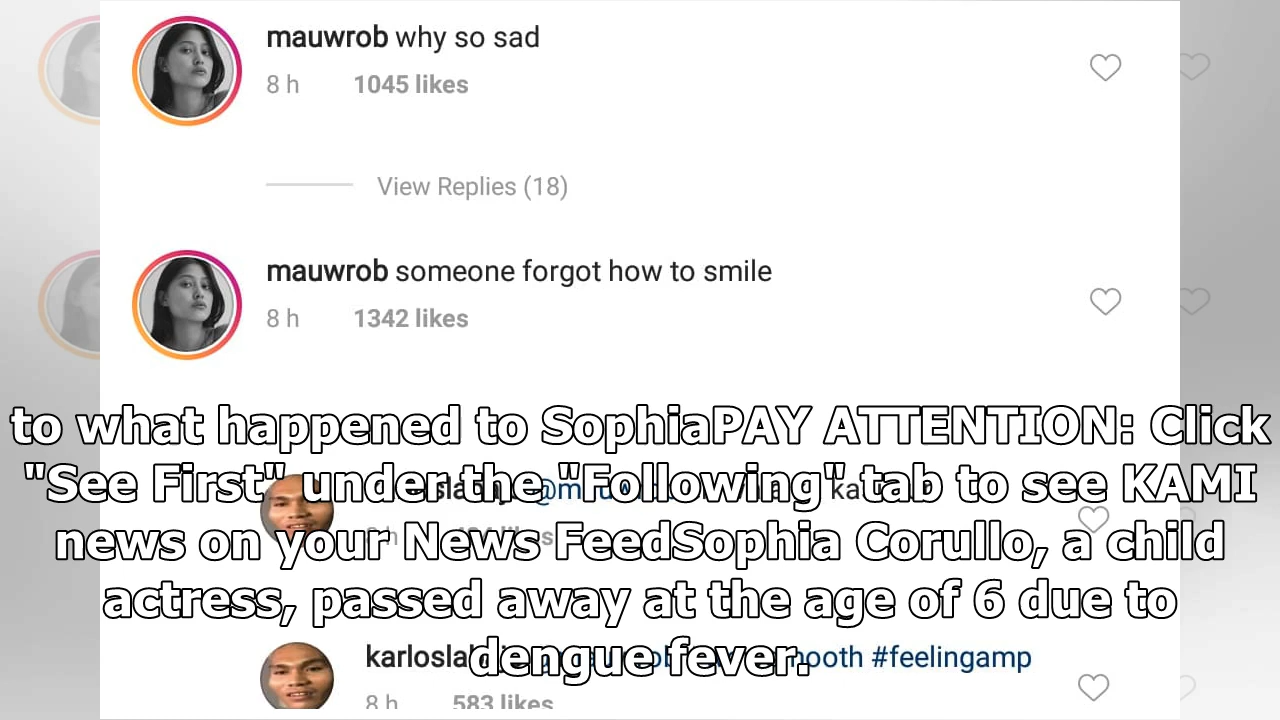 mauwrob why so sad
8 h 1045 likes
View Replies (18)
mauwrob someone forgot how to smile
8 h 1342 likes
to what happened to SophiaPAY ATTENTION: Click
"See First" under the "Following" tab to see KAMI
news on your News FeedSophia Corullo, a child
actress, passed away at the age of 6 due to
dengue fever.
#feelingamp
8 h 583 likes